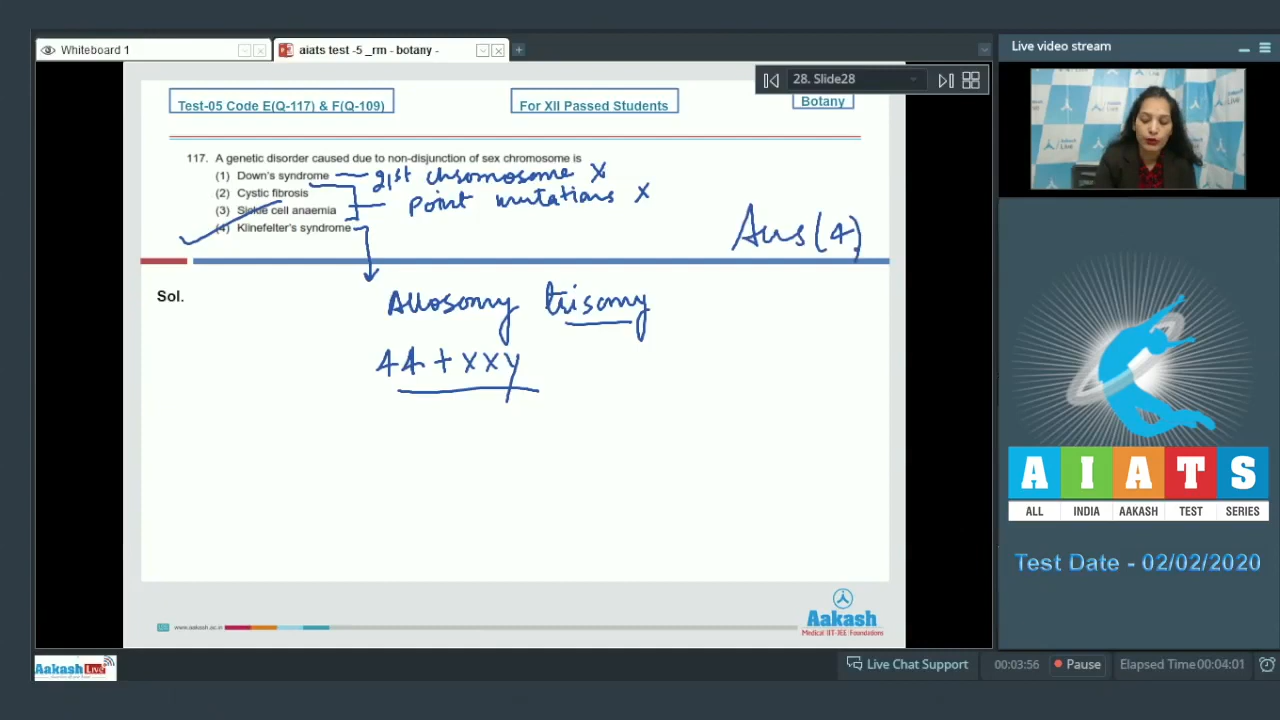 Whiteboard 1
aiats test -5 _rm - botany -
Live video stream
28. Slide28
Test-05 Code E(Q-117) & F(Q-109)
For XII Passed Students
Botany
117. A genetic disorder caused due to non-disjunction of sex chromosome is
(1) Down's syndrome — 21st chromosome X
(2) Cystic fibrosis
point mutations X
(3) Sickle cell anaemia
(4) Klinefelter's syndrome
Ans (4)
Sol.
Allosomy trisomy
44 + XXY
A I A T S
ALL INDIA AAKASH TEST SERIES
Test Date - 02/02/2020
Aakash
Medical | IIT-JEE | Foundations
www.aakash.ac.in
Aakash Live
Live Chat Support
00:03:56
Pause
Elapsed Time 00:04:01